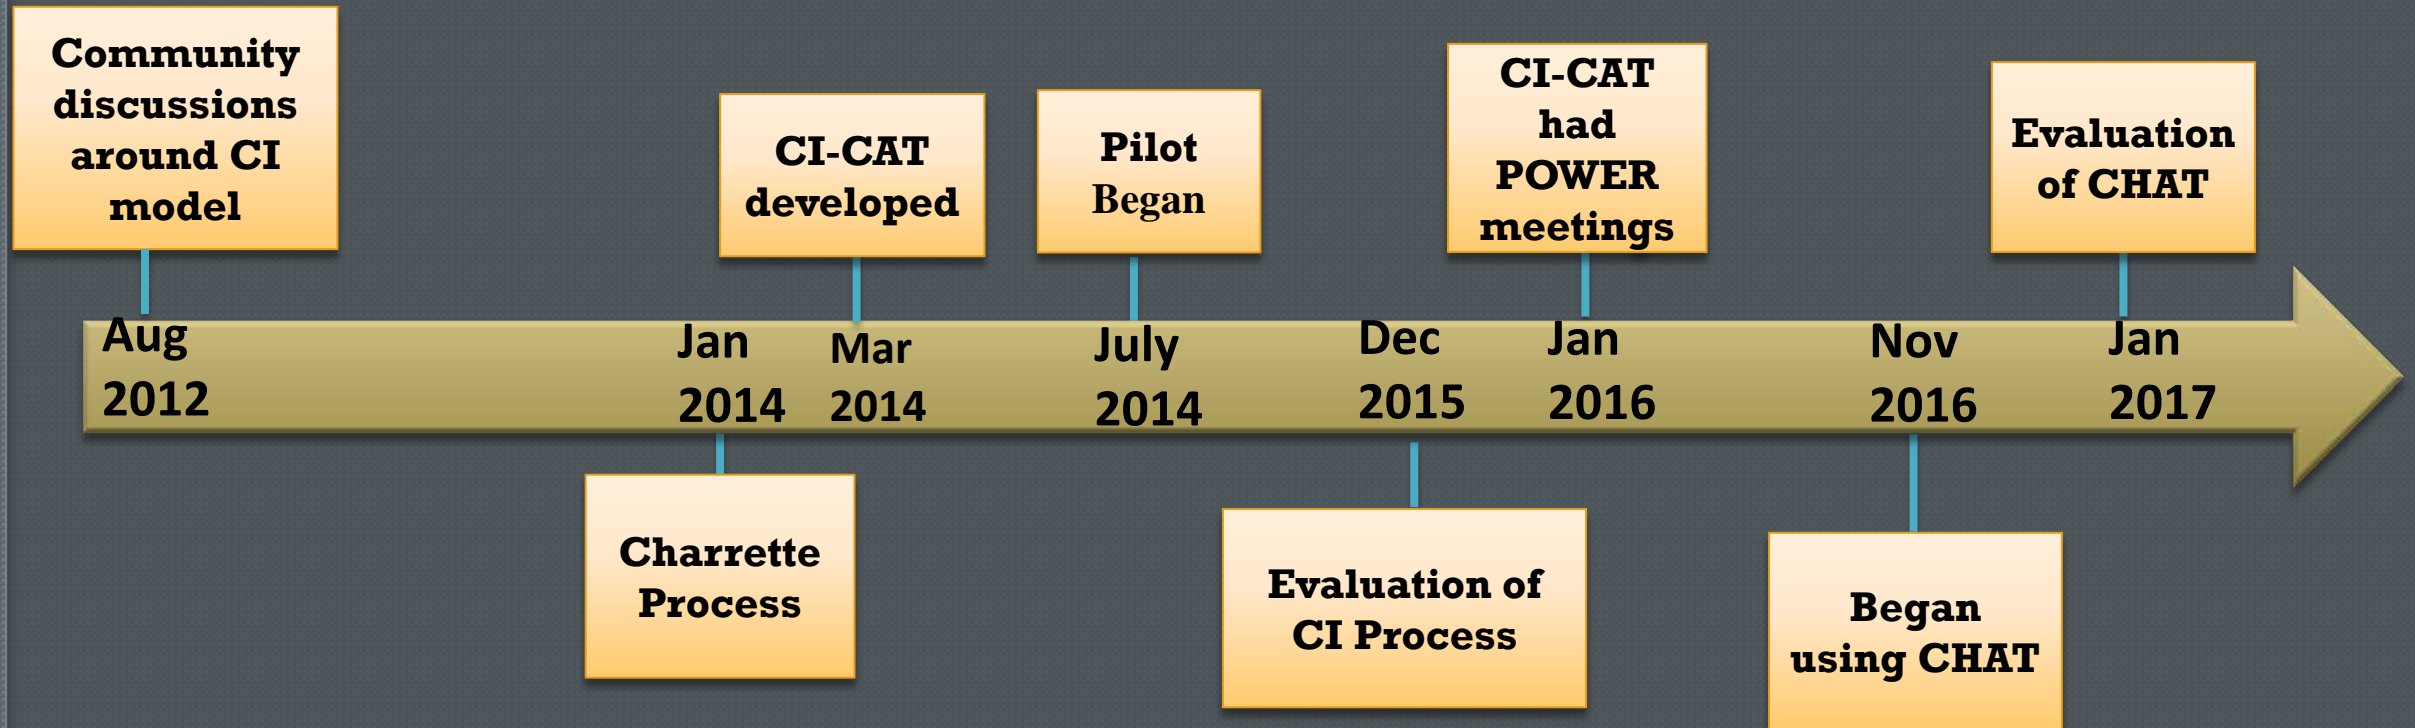 Community
discussions
around CI
model
CI-CAT
developed
Pilot
Began
CI-CAT
had
POWER
meetings
Evaluation
of CHAT
Aug
2012
Jan
2014
Mar
2014
July
2014
Dec
2015
Jan
2016
Nov
2016
Jan
2017
Charrette
Process
Evaluation of
CI Process
Began
using CHAT